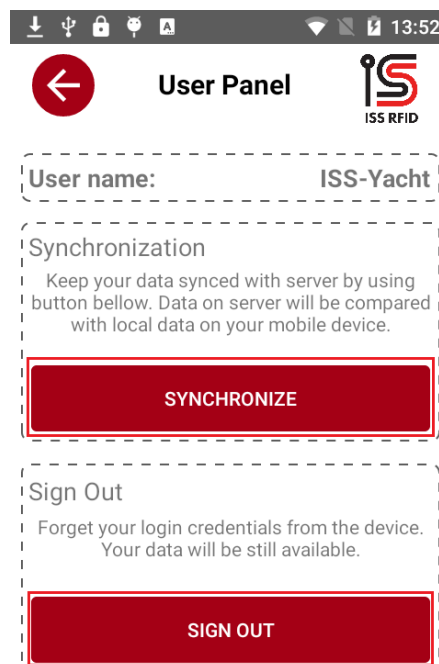 13:52
User Panel
ISS RFID
User name: ISS-Yacht
Synchronization
Keep your data synced with server by using
button bellow. Data on server will be compared
with local data on your mobile device.
SYNCHRONIZE
Sign Out
Forget your login credentials from the device.
Your data will be still available.
SIGN OUT